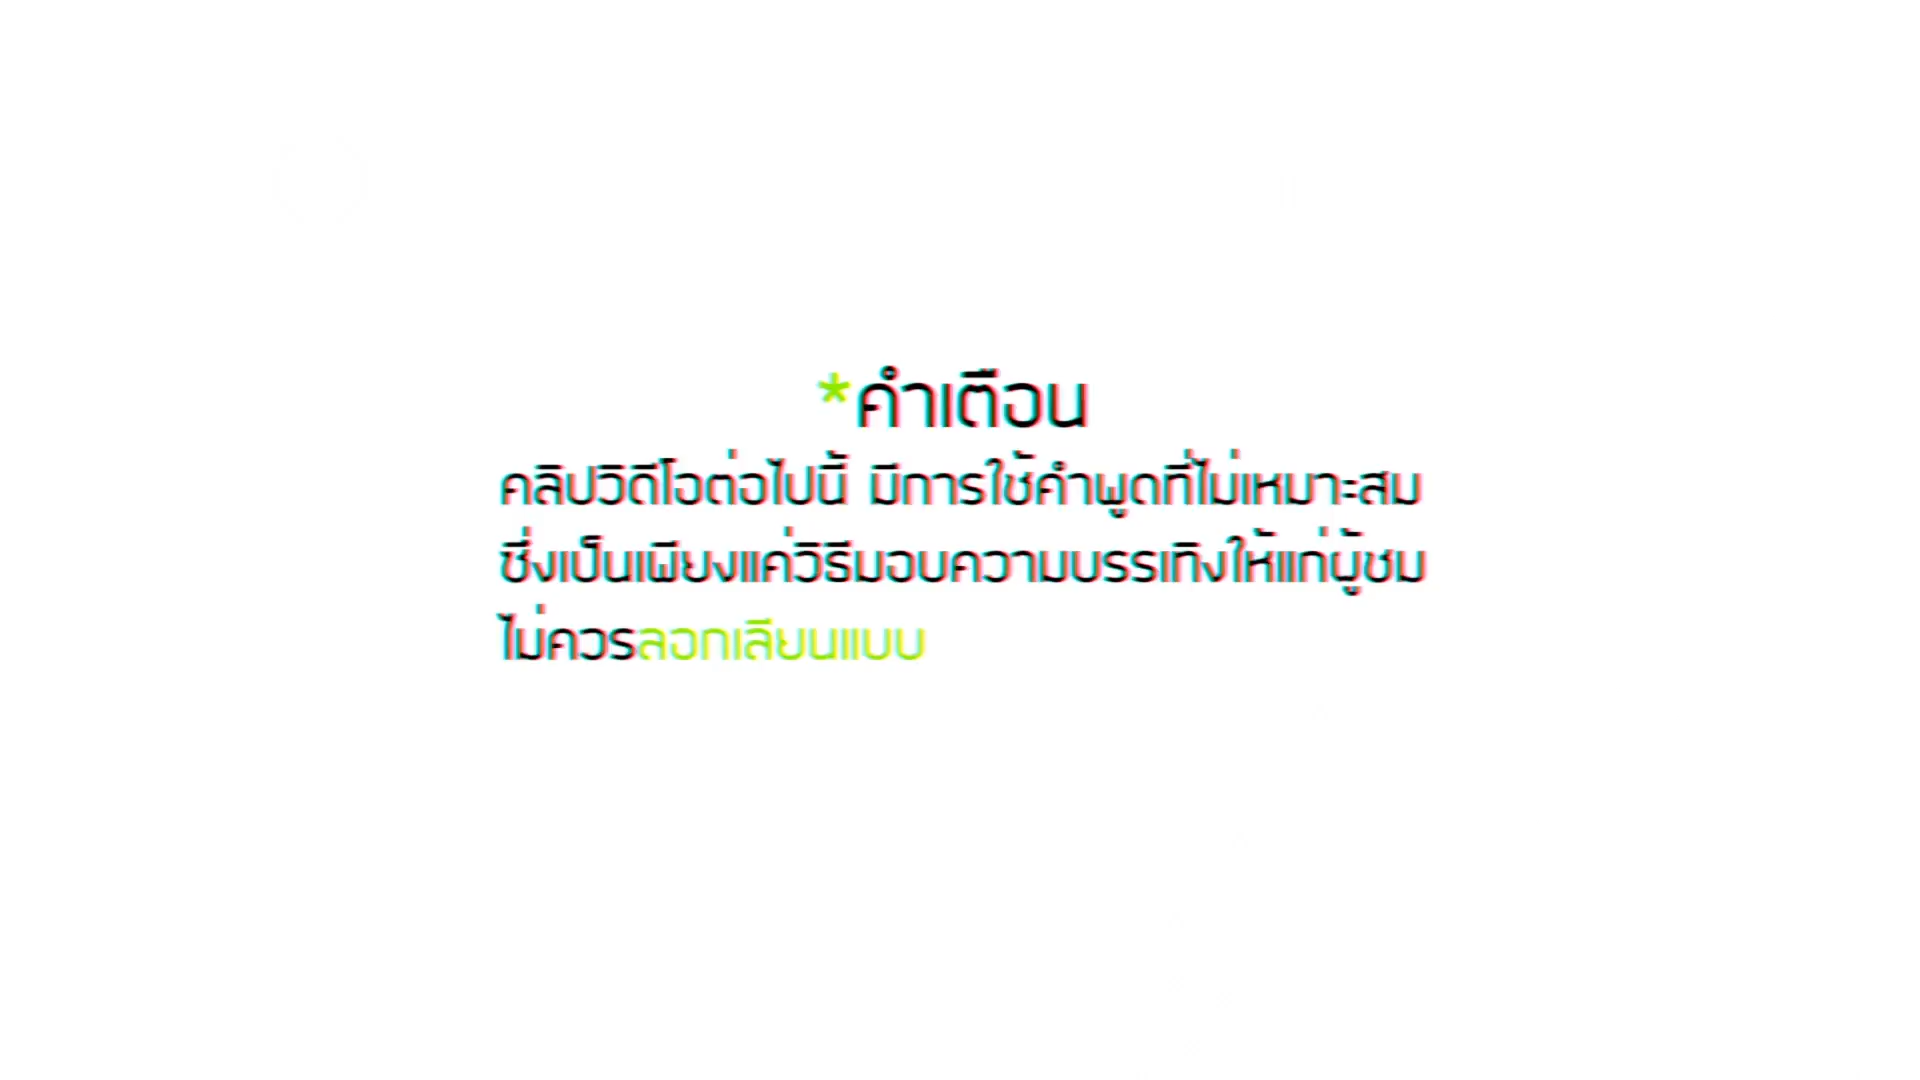 *คำเตือน
คลิปวิดีโอต่อไปนี้ มีการใช้คำพูดที่ไม่เหมาะสม
ซึ่งเป็นเพียงแค่วิธีมอบความบรรเทิงให้แก่ผู้ชม
ไม่ควรลอกเลียนแบบ